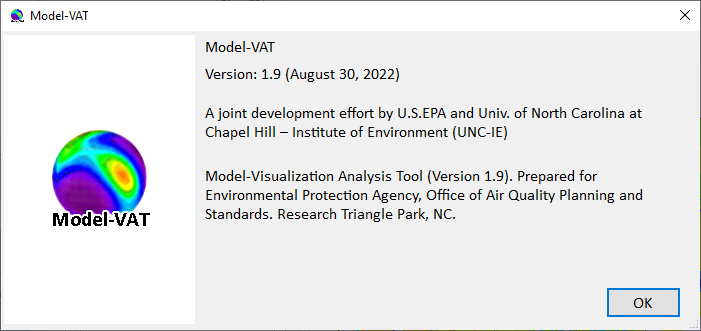 Model-VAT
Model-VAT
Version: 1.9 (August 30, 2022)
A joint development effort by U.S.EPA and Univ. of North Carolina at
Chapel Hill – Institute of Environment (UNC-IE)
Model-VAT
Model-Visualization Analysis Tool (Version 1.9). Prepared for
Environmental Protection Agency, Office of Air Quality Planning and
Standards. Research Triangle Park, NC.
OK